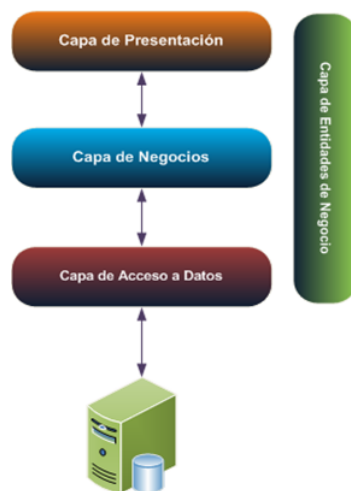 Capa de Presentación
Capa de Negocios
Capa de Acceso a Datos
Capa de Entidades de Negocio